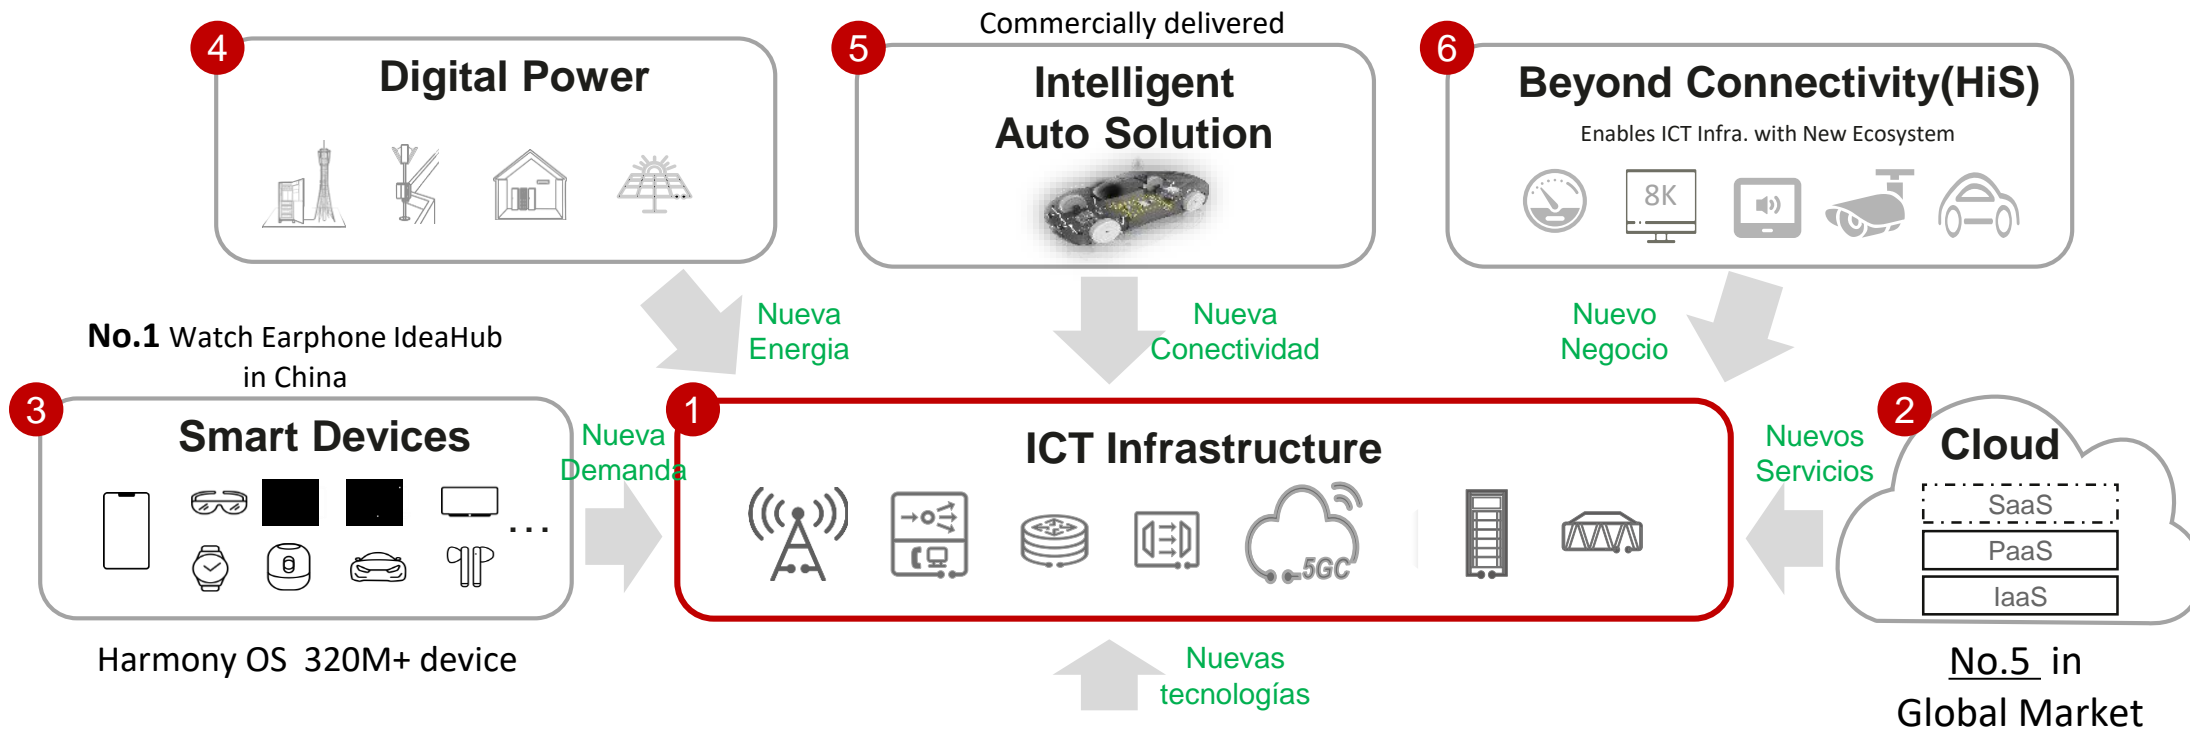 Commercially delivered
4
Digital Power
5
Intelligent
Auto Solution
6
Beyond Connectivity(HiS)
Enables ICT Infra. with New Ecosystem
8K
Nueva
Energia
Nueva
Conectividad
Nuevo
Negocio
No.1 Watch Earphone IdeaHub
in China
3
Smart Devices
...
Nueva
Demanda
1
ICT Infrastructure
5GC
Nuevos
Servicios
2
Cloud
SaaS
PaaS
IaaS
Harmony OS 320M+ device
Nuevas
tecnologías
No.5 in
Global Market